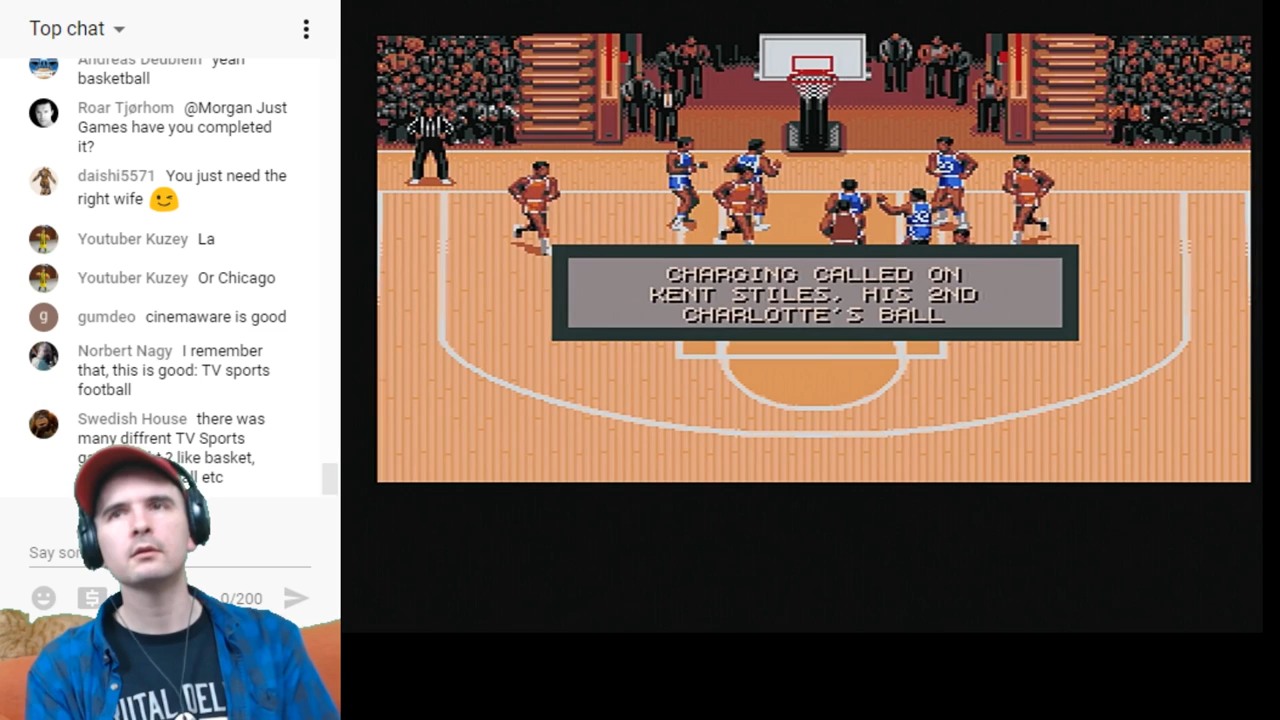 Top chat
Andreas Deublein yeah
basketball
Roar Tjørhom @Morgan Just
Games have you completed
it?
daishi5571 You just need the
right wife
Youtuber Kuzey La
Youtuber Kuzey Or Chicago
g gumdeo cinemaware is good
Norbert Nagy I remember
that, this is good: TV sports
football
Swedish House there was
many diffrent TV Sports
? like basket,
etc
Say
0/200
CHARGING CALLED ON
KENT STILES, HIS 2ND
CHARLOTTE'S BALL
32